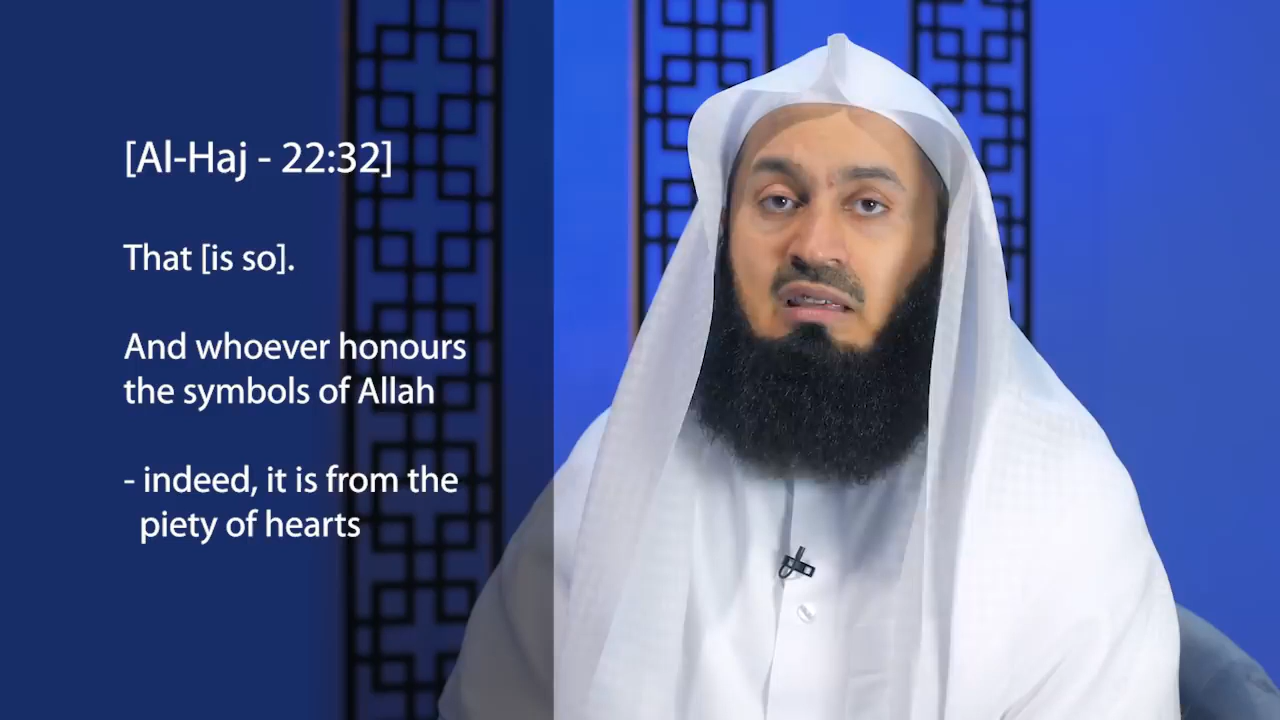 [Al-Haj - 22:32]
That [is so].
And whoever honours
the symbols of Allah
- indeed, it is from the
piety of hearts